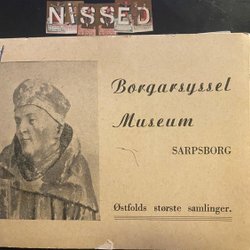 NISSED
Borgarsyssel
Museum
SARPSBORG
Østfolds største samlinger.